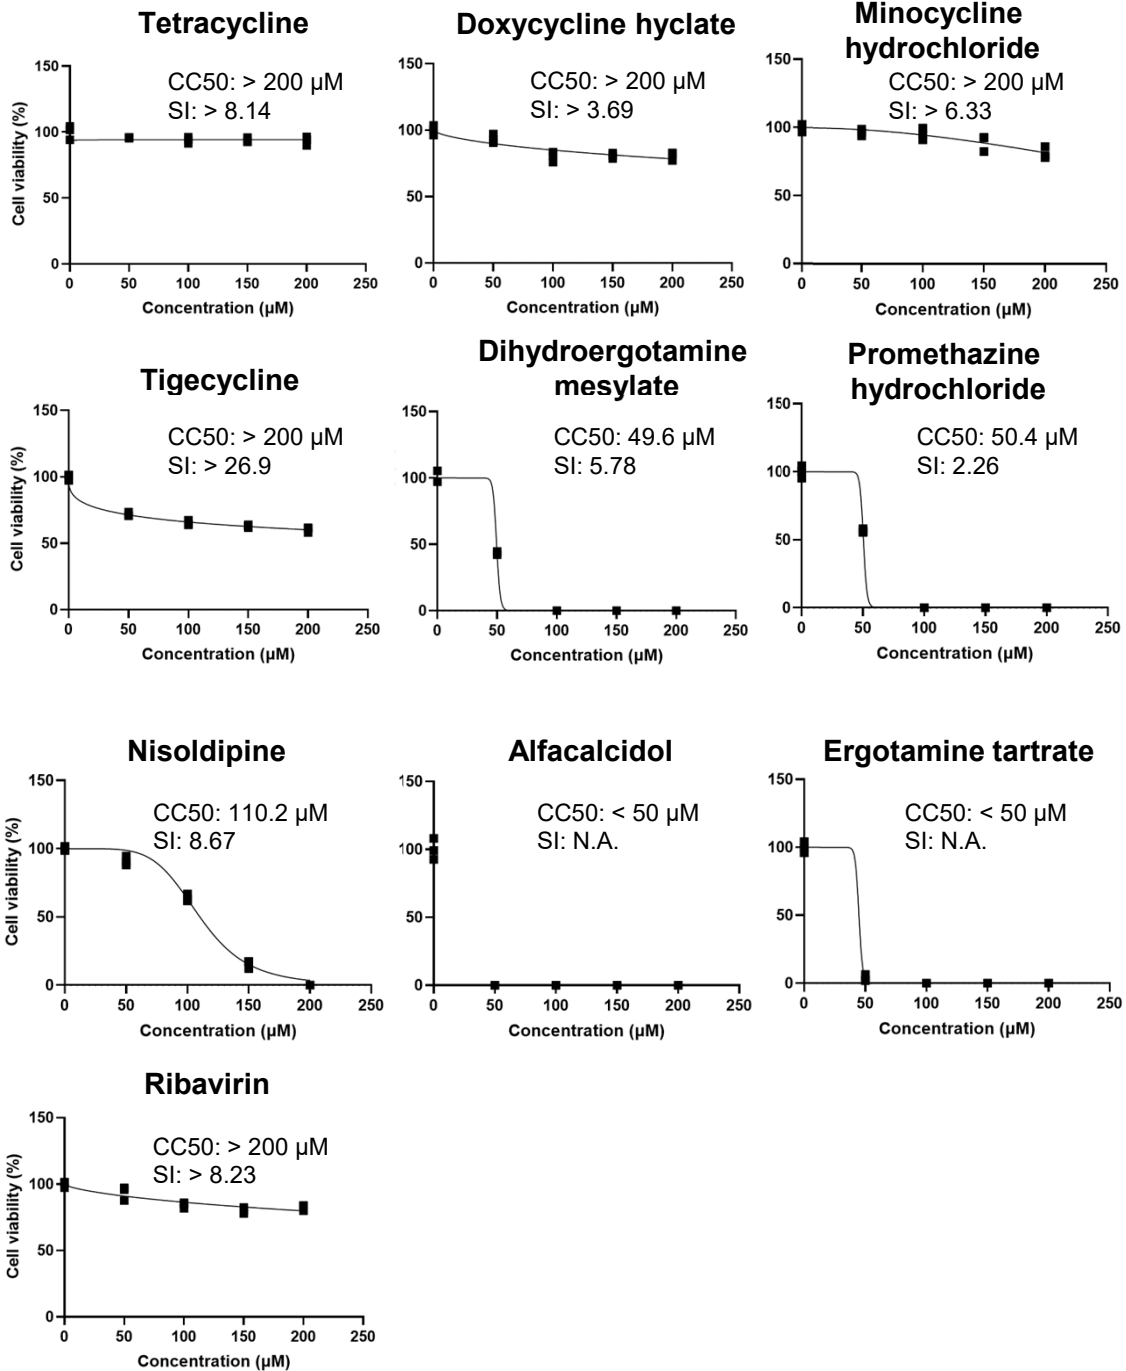 Tetracycline
CC50: > 200 µM
SI: > 8.14
150
100
50
0
Cell viability (%)
0 50 100 150 200 250
Concentration (µM)
Doxycycline hyclate
CC50: > 200 µM
SI: > 3.69
150
100
50
0
0 50 100 150 200 250
Concentration (µM)
Minocycline
hydrochloride
CC50: > 200 µM
SI: > 6.33
150
100
50
0
0 50 100 150 200 250
Concentration (µM)
Tigecycline
CC50: > 200 µM
SI: > 26.9
150
100
50
0
Cell viability (%)
0 50 100 150 200 250
Concentration (µM)
Dihydroergotamine
mesylate
CC50: 49.6 µM
SI: 5.78
150
100
50
0
0 50 100 150 200 250
Concentration (µM)
Promethazine
hydrochloride
CC50: 50.4 µM
SI: 2.26
150
100
50
0
0 50 100 150 200 250
Concentration (µM)
Nisoldipine
CC50: 110.2 µM
SI: 8.67
150
100
50
0
Cell viability (%)
0 50 100 150 200 250
Concentration (µM)
Alfacalcidol
CC50: < 50 µM
SI: N.A.
150
100
50
0
0 50 100 150 200 250
Concentration (µM)
Ergotamine tartrate
CC50: < 50 µM
SI: N.A.
150
100
50
0
0 50 100 150 200 250
Concentration (µM)
Ribavirin
CC50: > 200 µM
SI: > 8.23
150
100
50
0
Cell viability (%)
0 50 100 150 200 250
Concentration (µM)